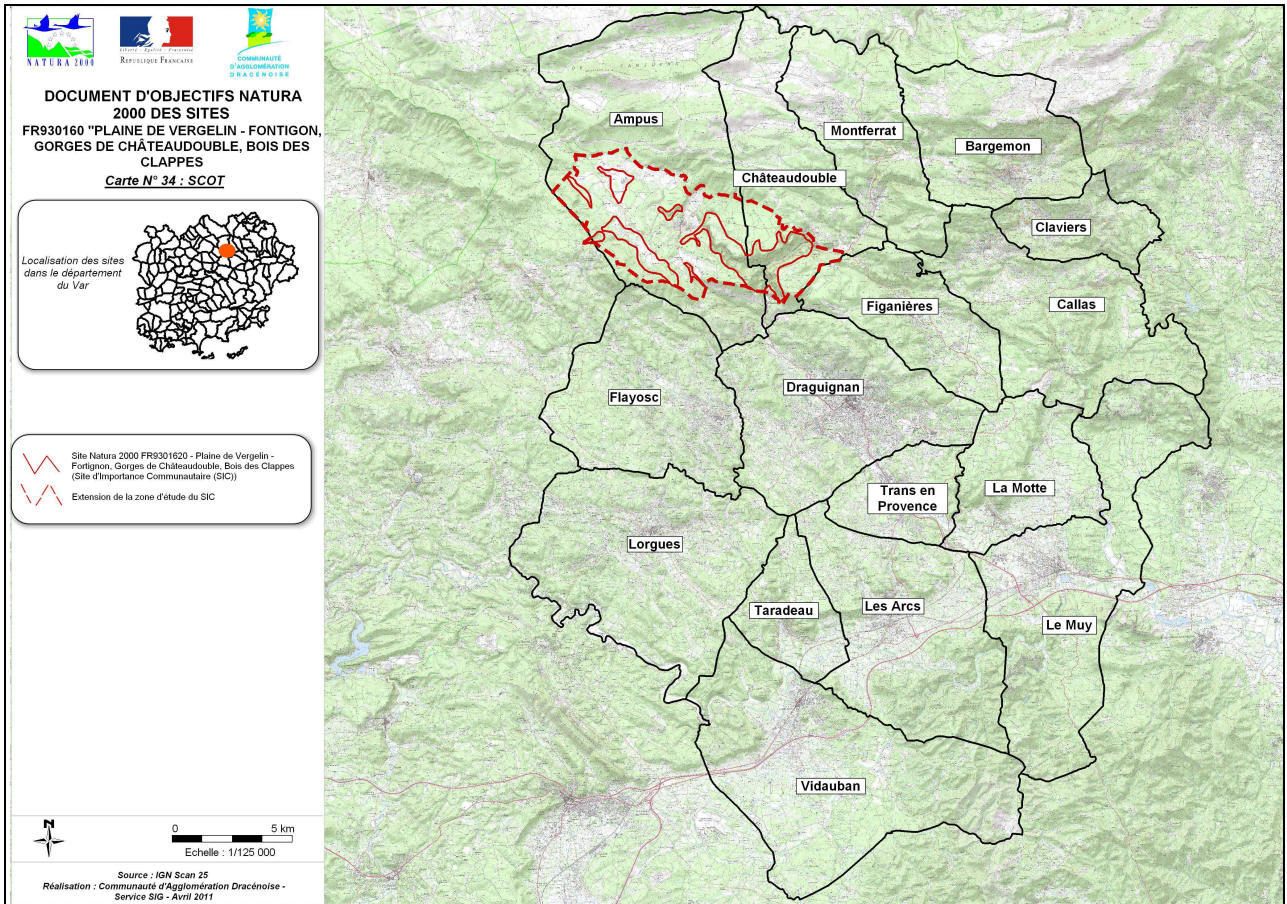 NATURA 2000
Liberté • Égalité • Fraternité
RÉPUBLIQUE FRANÇAISE
COMMUNAUTÉ
D'AGGLOMÉRATION
DRACÉNOISE
DOCUMENT D'OBJECTIFS NATURA
2000 DES SITES
FR930160 "PLAINE DE VERGELIN - FONTIGON,
GORGES DE CHÂTEAUDOUBLE, BOIS DES
CLAPPES
Carte N° 34 : SCOT
Localisation des sites
dans le département
du Var
Site Natura 2000 FR9301620 - Plaine de Vergelin -
Fortignon, Gorges de Châteaudouble, Bois des Clappes
(Site d'Importance Communautaire (SIC))
Extension de la zone d'étude du SIC
N
0 5 km
Echelle : 1/125 000
Source : IGN Scan 25
Réalisation : Communauté d'Agglomération Dracénoise -
Service SIG - Avril 2011
Ampus
Montferrat
Bargemon
Châteaudouble
Claviers
Figanières
Callas
Flayosc
Draguignan
Trans en
Provence
La Motte
Lorgues
Taradeau
Les Arcs
Le Muy
Vidauban